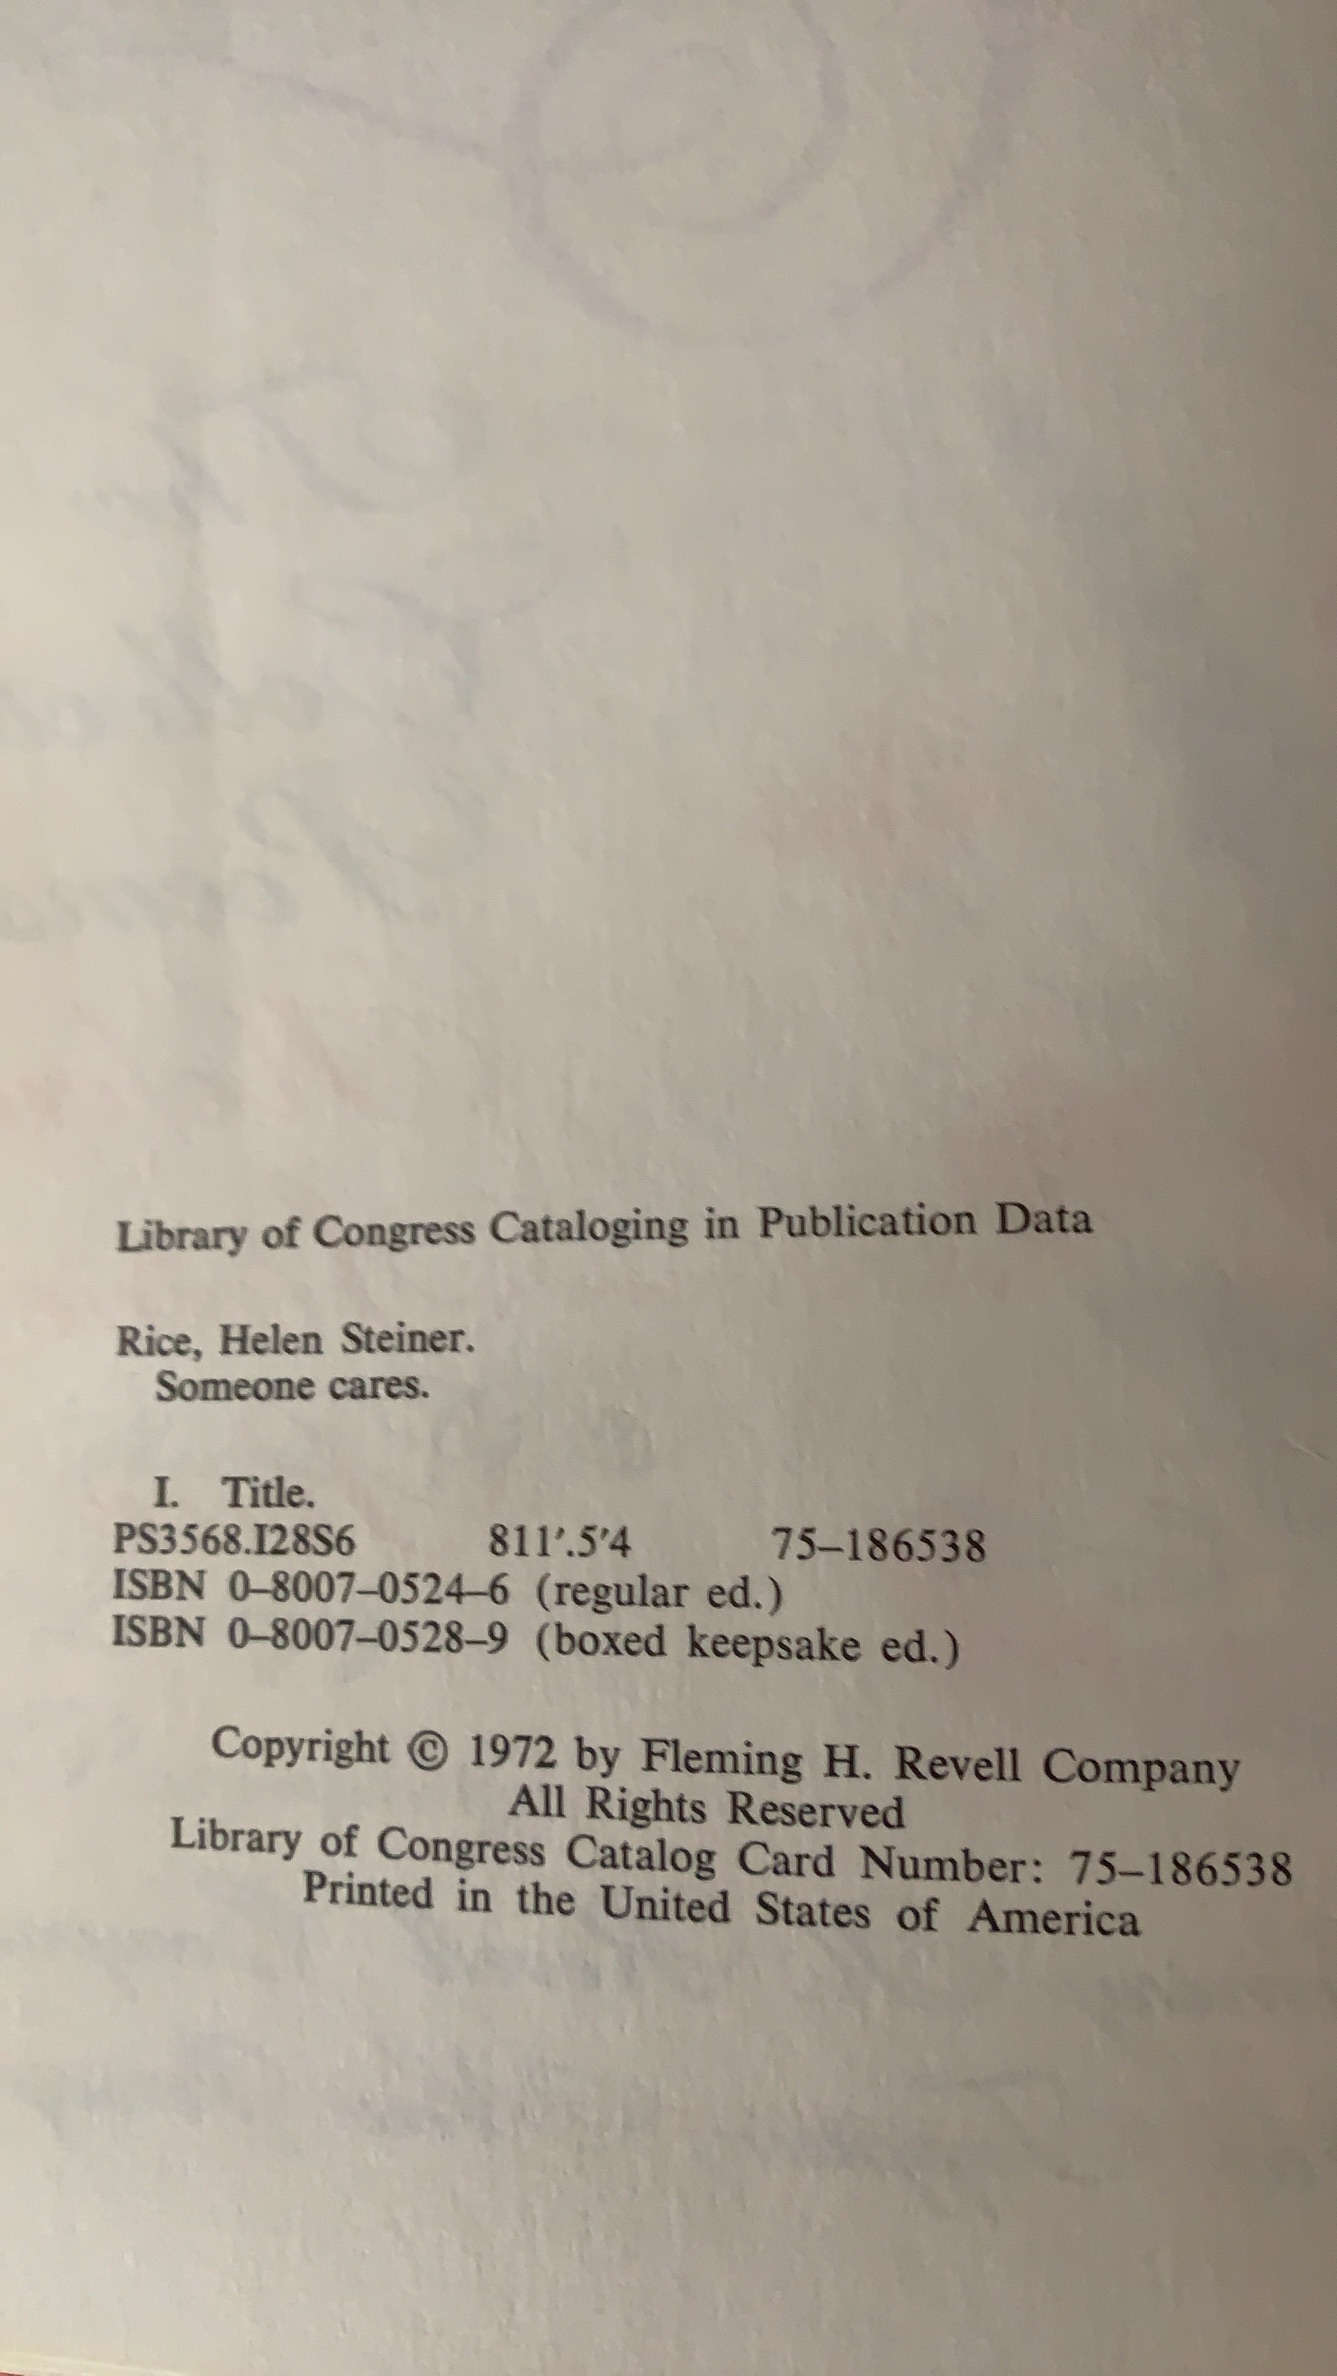 Library of Congress Cataloging in Publication Data
Rice, Helen Steiner.
Someone cares.
I. Title.
PS3568.I28S6 811'.5'4 75–186538
ISBN 0–8007–0524–6 (regular ed.)
ISBN 0–8007–0528–9 (boxed keepsake ed.)
Copyright © 1972 by Fleming H. Revell Company
All Rights Reserved
Library of Congress Catalog Card Number: 75–186538
Printed in the United States of America